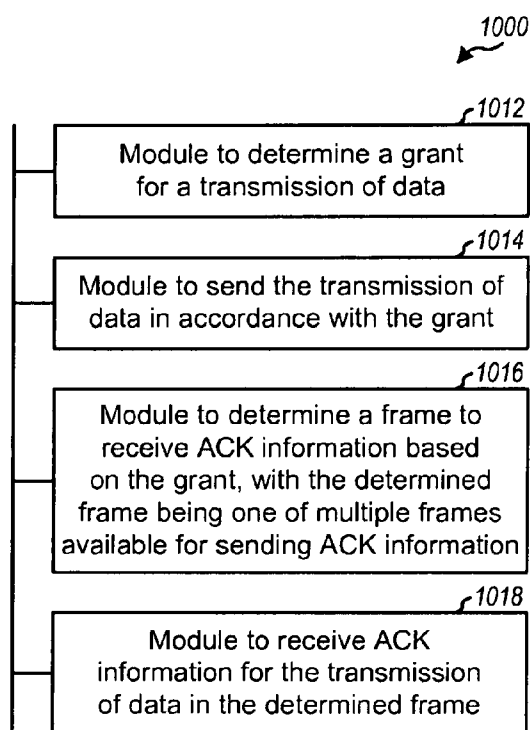 1000
1012
Module to determine a grant
for a transmission of data
1014
Module to send the transmission of
data in accordance with the grant
1016
Module to determine a frame to
receive ACK information based
on the grant, with the determined
frame being one of multiple frames
available for sending ACK information
1018
Module to receive ACK
information for the transmission
of data in the determined frame